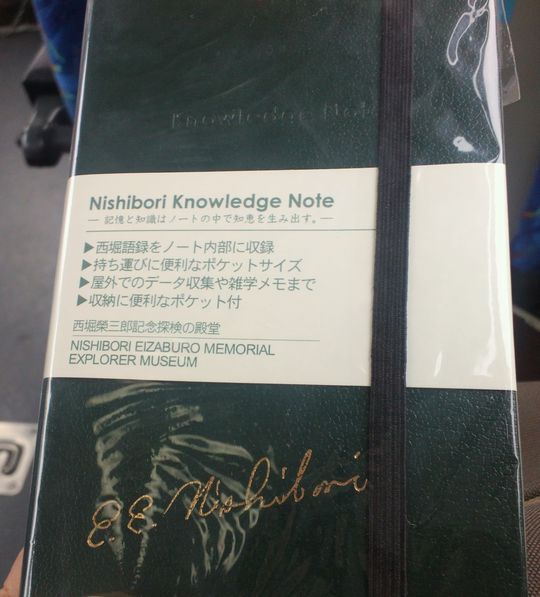 Knowledge Note
Nishibori Knowledge Note
― 記憶と知識はノートの中で知恵を生み出す。―
▶西堀語録をノート内部に収録
▶持ち運びに便利なポケットサイズ
▶屋外でのデータ収集や雑学メモまで
▶収納に便利なポケット付
西堀榮三郎記念探検の殿堂
NISHIBORI EIZABURO MEMORIAL
EXPLORER MUSEUM
E.E. Nishibori